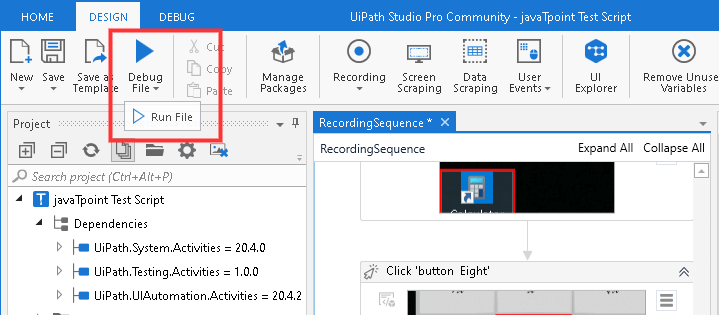 HOME DESIGN DEBUG UiPath Studio Pro Community - javaTpoint Test Script
New Save Save as Template Debug File Cut Copy Paste Manage Packages Recording Screen Scraping Data Scraping User Events UI Explorer Remove Unuse Variables
Run File
Project
RecordingSequence *
RecordingSequence Expand All Collapse All
Search project (Ctrl+Alt+P)
javaTpoint Test Script
Dependencies
UiPath.System.Activities = 20.4.0
UiPath.Testing.Activities = 1.0.0
UiPath.UIAutomation.Activities = 20.4.2
Calculator
Click 'button Eight'